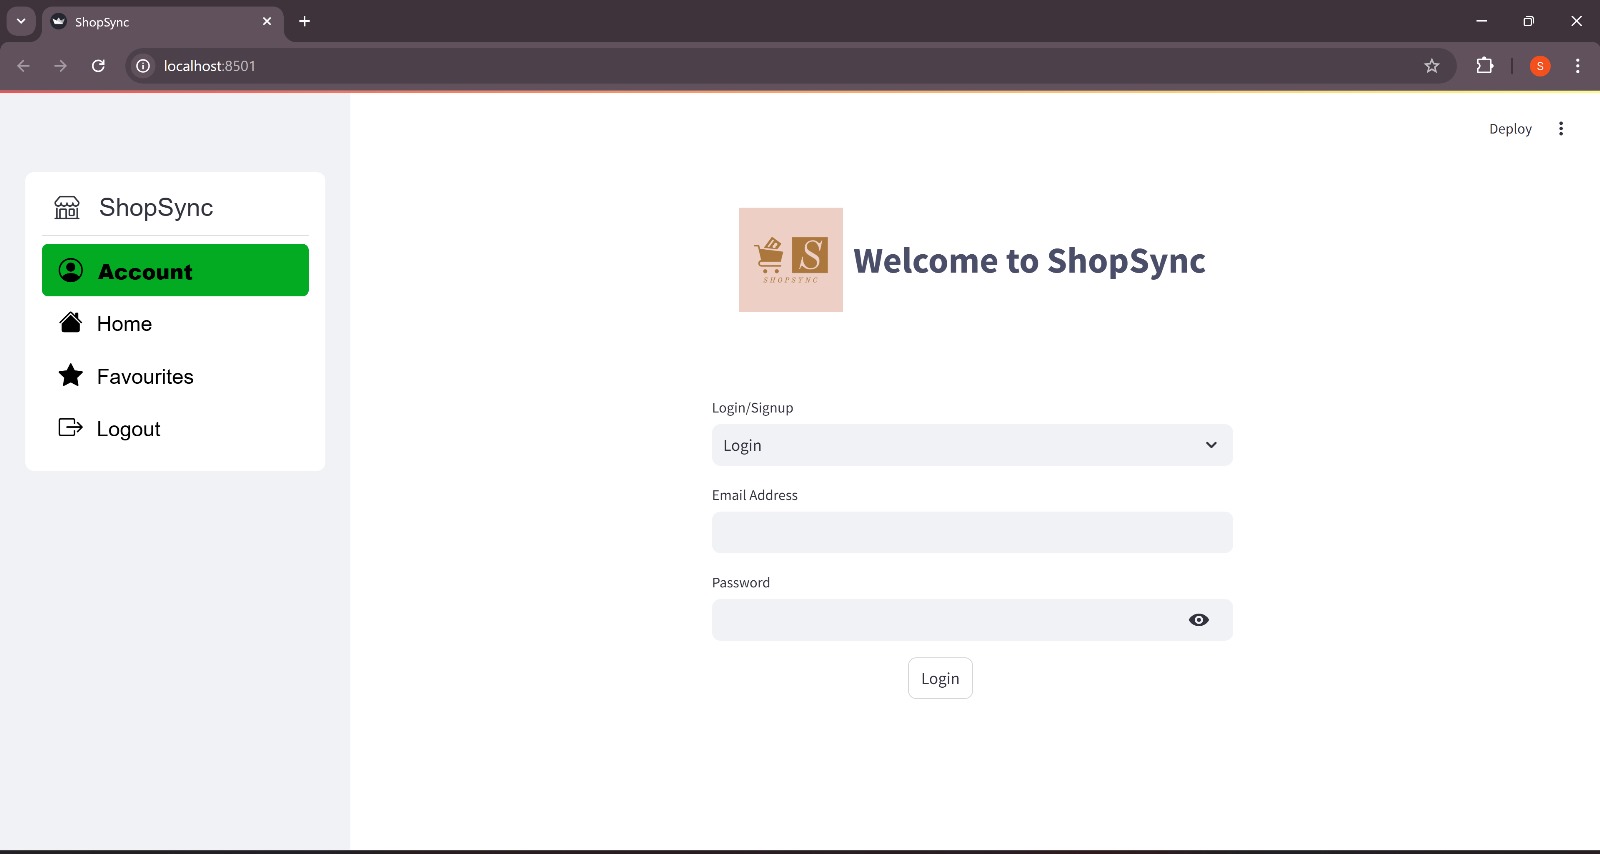 ShopSync
localhost:8501
S
Deploy
ShopSync
Account
Home
Favourites
Logout
S
SHOPSYNC
Welcome to ShopSync
Login/Signup
Login
Email Address
Password
Login